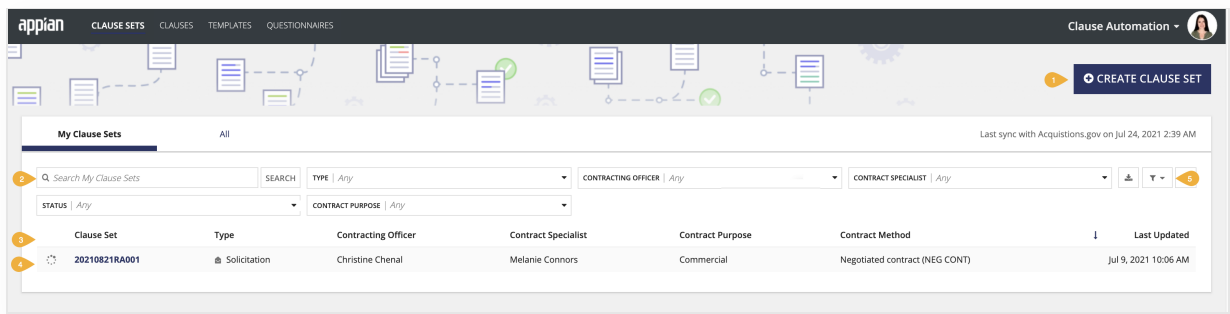 appian CLAUSE SETS CLAUSES TEMPLATES QUESTIONNAIRES Clause Automation
1 CREATE CLAUSE SET
My Clause Sets All Last sync with Acquistions.gov on Jul 24, 2021 2:39 AM
2 Search My Clause Sets SEARCH TYPE | Any CONTRACTING OFFICER | Any CONTRACT SPECIALIST | Any 5
STATUS | Any CONTRACT PURPOSE | Any
3 Clause Set Type Contracting Officer Contract Specialist Contract Purpose Contract Method ↓ Last Updated
4 20210821RA001 Solicitation Christine Chenal Melanie Connors Commercial Negotiated contract (NEG CONT) Jul 9, 2021 10:06 AM